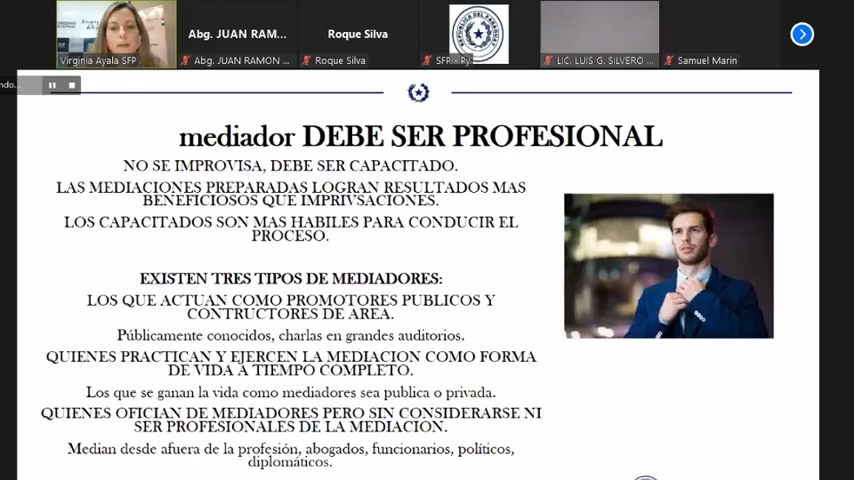 Abg. JUAN RAM...
Roque Silva
Virginia Ayala SFP
Abg. JUAN RAMON ...
Roque Silva
SFP - Py
LIC. LUIS G. SILVERO ...
Samuel Marin
ndo...
mediador DEBE SER PROFESIONAL
NO SE IMPROVISA, DEBE SER CAPACITADO.
LAS MEDIACIONES PREPARADAS LOGRAN RESULTADOS MAS
BENEFICIOSOS QUE IMPRIVSACIONES.
LOS CAPACITADOS SON MAS HABILES PARA CONDUCIR EL
PROCESO.
EXISTEN TRES TIPOS DE MEDIADORES:
LOS QUE ACTUAN COMO PROMOTORES PUBLICOS Y
CONTRUCTORES DE AREA.
Públicamente conocidos, charlas en grandes auditorios.
QUIENES PRACTICAN Y EJERCEN LA MEDIACION COMO FORMA
DE VIDA A TIEMPO COMPLETO.
Los que se ganan la vida como mediadores sea publica o privada.
QUIENES OFICIAN DE MEDIADORES PERO SIN CONSIDERARSE NI
SER PROFESIONALES DE LA MEDIACION.
Median desde afuera de la profesión, abogados, funcionarios, políticos,
diplomáticos.